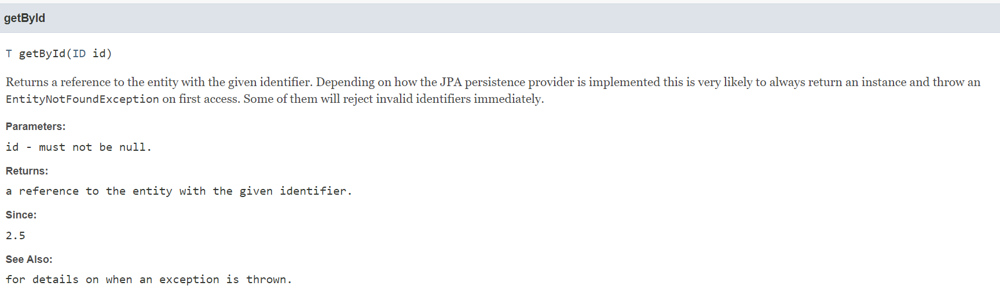 getById
T getById(ID id)
Returns a reference to the entity with the given identifier. Depending on how the JPA persistence provider is implemented this is very likely to always return an instance and throw an
EntityNotFoundException on first access. Some of them will reject invalid identifiers immediately.
Parameters:
id - must not be null.
Returns:
a reference to the entity with the given identifier.
Since:
2.5
See Also:
for details on when an exception is thrown.